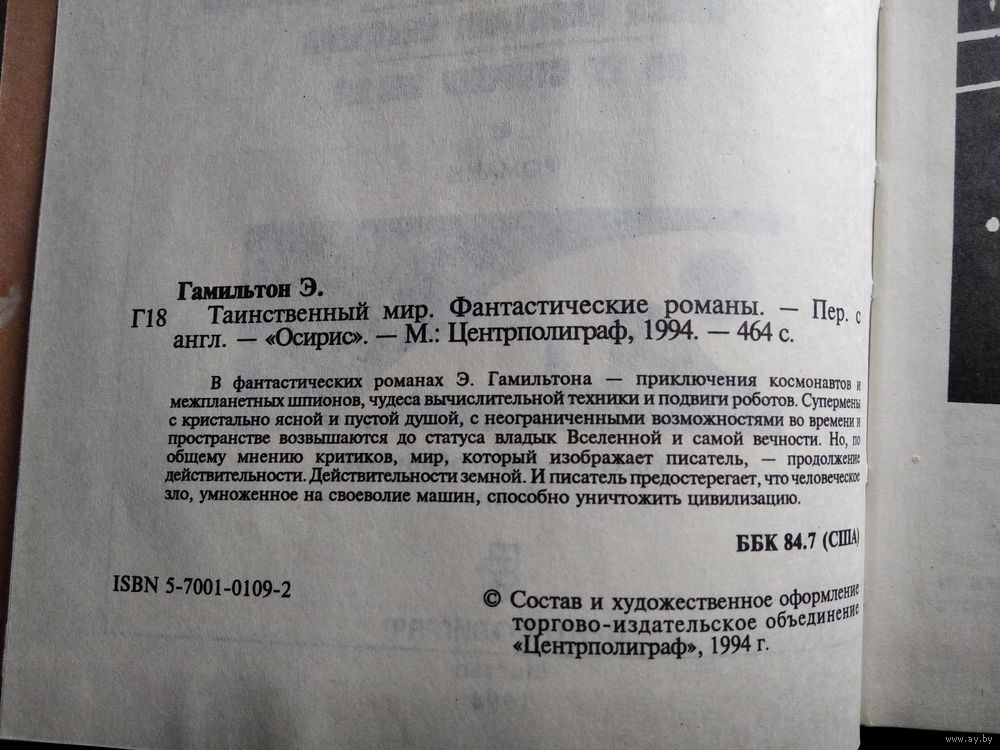 Гамильтон Э.
Г18 Таинственный мир. Фантастические романы. — Пер. с
англ. — «Осирис». — М.: Центрполиграф, 1994. — 464 с.
В фантастических романах Э. Гамильтона — приключения космонавтов и
межпланетных шпионов, чудеса вычислительной техники и подвиги роботов. Супермены
с кристально ясной и пустой душой, с неограниченными возможностями во времени и
пространстве возвышаются до статуса владык Вселенной и самой вечности. Но, по
общему мнению критиков, мир, который изображает писатель, — продолжение
действительности. Действительности земной. И писатель предостерегает, что человеческое
зло, умноженное на своеволие машин, способно уничтожить цивилизацию.
ББК 84.7 (США)
ISBN 5-7001-0109-2
© Состав и художественное оформление
торгово-издательское объединение
«Центрполиграф», 1994 г.
www.ay.by